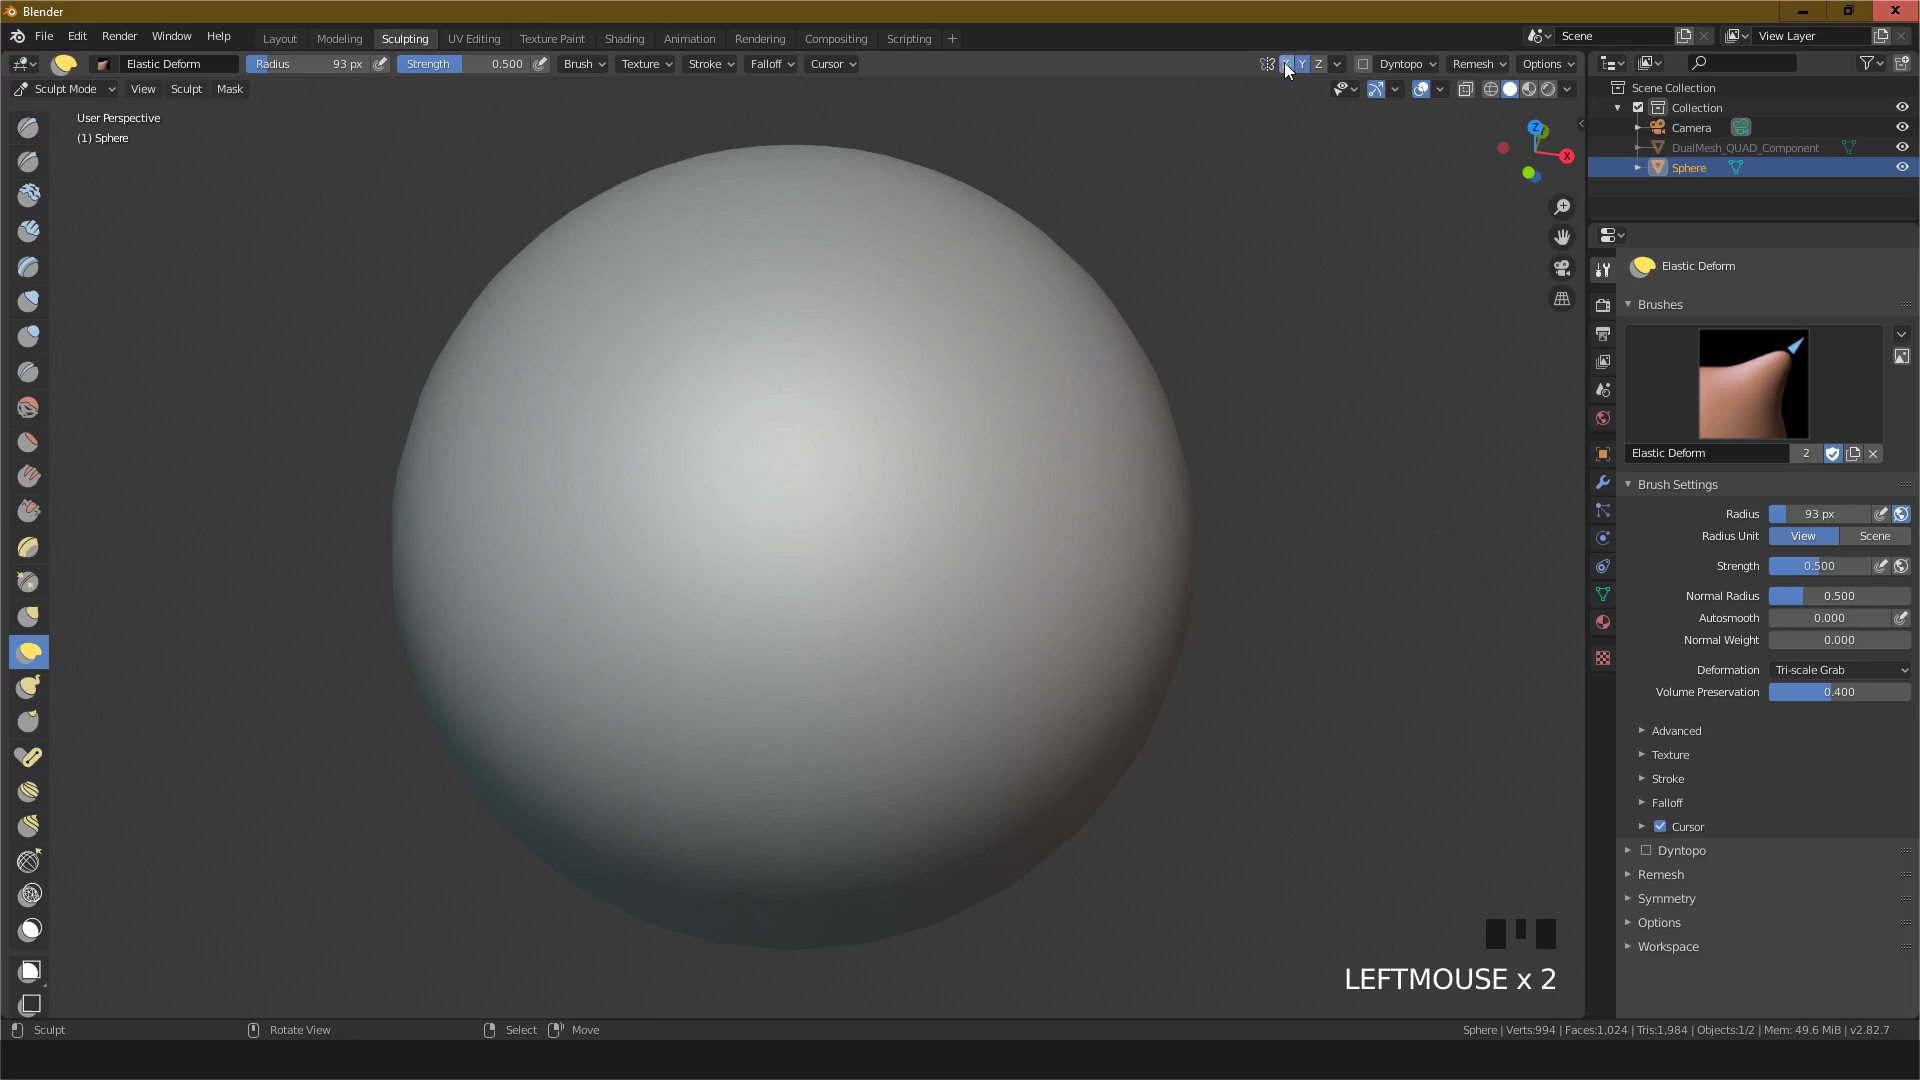 Blender
File Edit Render Window Help
Layout Modeling Sculpting UV Editing Texture Paint Shading Animation Rendering Compositing Scripting +
Scene
View Layer
Elastic Deform
Radius 93 px
Strength 0.500
Brush Texture Stroke Falloff Cursor
Y Z
Dyntopo Remesh Options
Sculpt Mode View Sculpt Mask
User Perspective
(1) Sphere
Z
X
Scene Collection
Collection
Camera
DualMesh_QUAD_Component
Sphere
Elastic Deform
Brushes
Elastic Deform 2
Brush Settings
Radius 93 px
Radius Unit View Scene
Strength 0.500
Normal Radius 0.500
Autosmooth 0.000
Normal Weight 0.000
Deformation Tri-scale Grab
Volume Preservation 0.400
Advanced
Texture
Stroke
Falloff
Cursor
Dyntopo
Remesh
Symmetry
Options
Workspace
LEFTMOUSE x 2
Sculpt Rotate View Select Move
Sphere | Verts:994 | Faces:1,024 | Tris:1,984 | Objects:1/2 | Mem: 49.6 MiB | v2.82.7